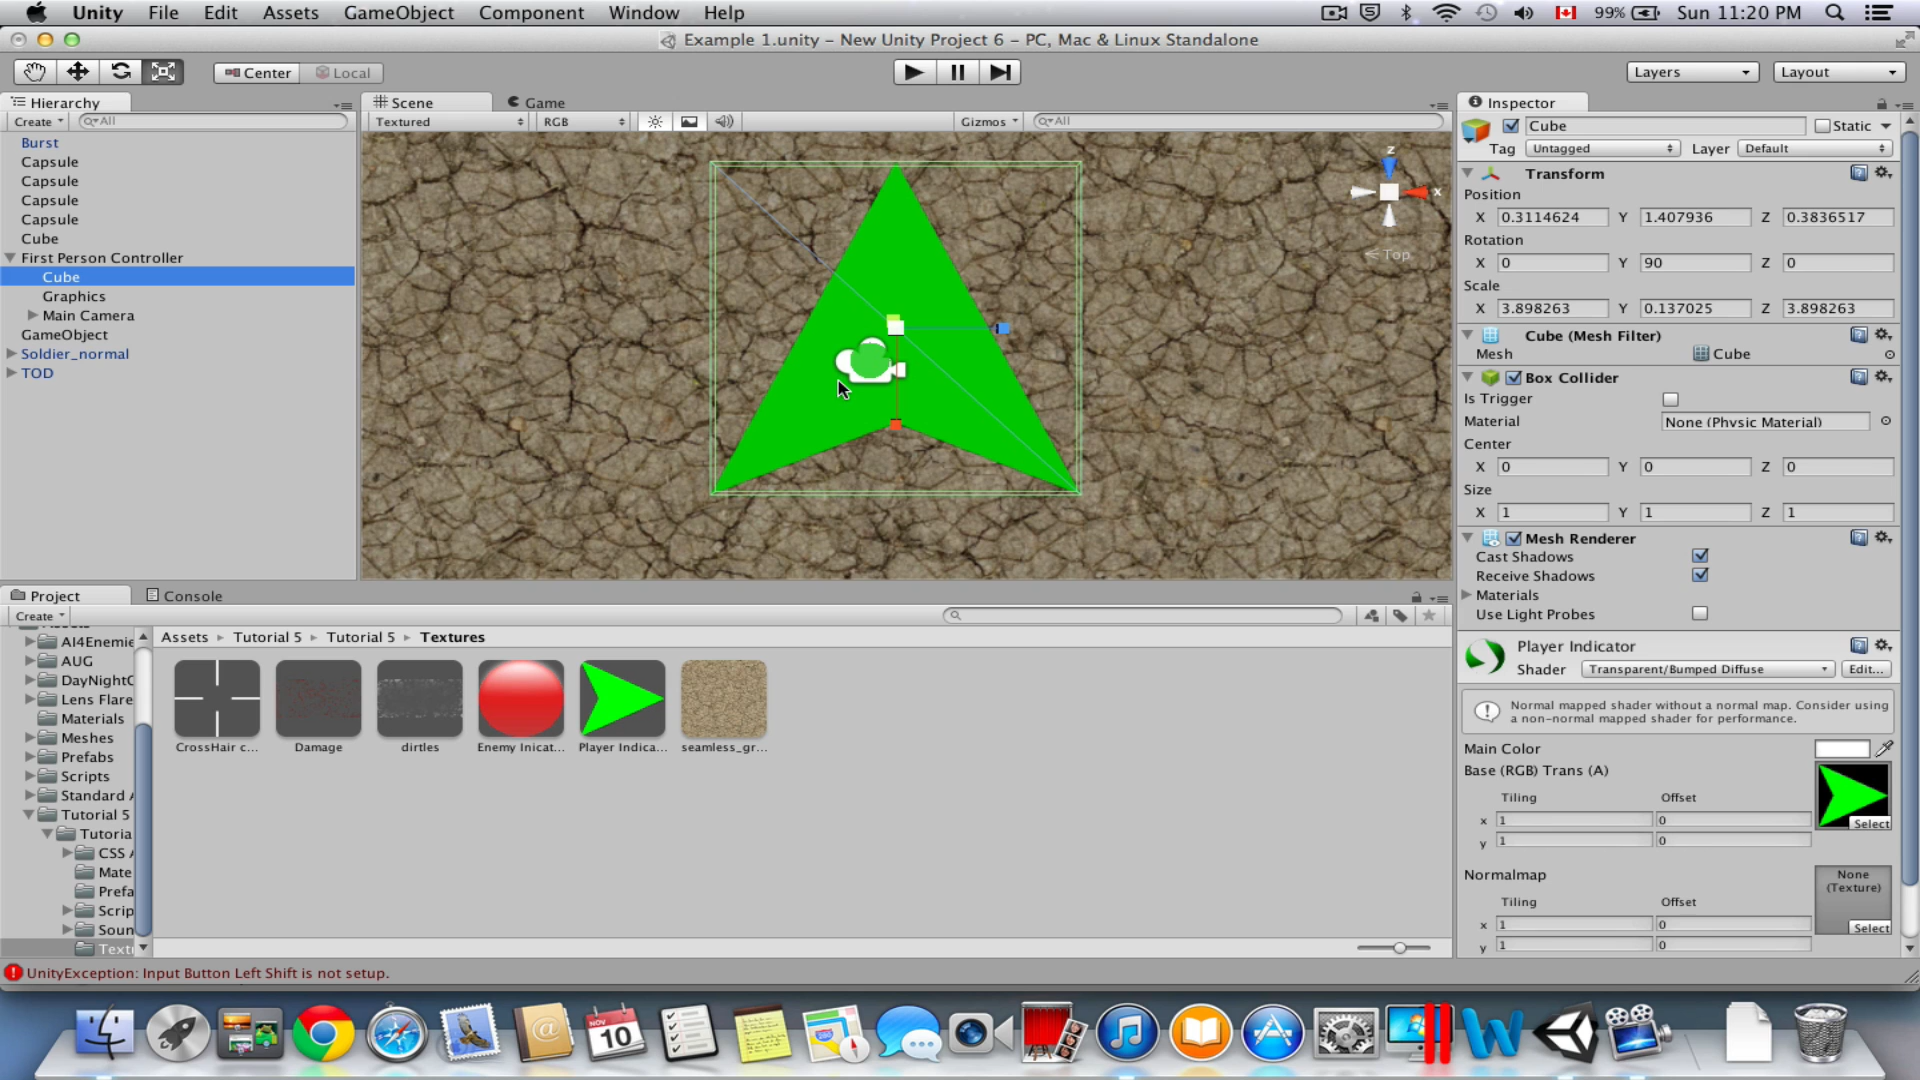 Unity File Edit Assets GameObject Component Window Help 99% Sun 11:20 PM
Example 1.unity – New Unity Project 6 – PC, Mac & Linux Standalone
Center Local Layers Layout
Hierarchy
Create All
Burst
Capsule
Capsule
Capsule
Capsule
Cube
First Person Controller
Cube
Graphics
Main Camera
GameObject
Soldier_normal
TOD
Scene Game
Textured RGB Gizmos All
z
x
Top
Inspector
Cube Static
Tag Untagged Layer Default
Transform
Position
X 0.3114624 Y 1.407936 Z 0.3836517
Rotation
X 0 Y 90 Z 0
Scale
X 3.898263 Y 0.137025 Z 3.898263
Cube (Mesh Filter)
Mesh Cube
Box Collider
Is Trigger
Material None (Physic Material)
Center
X 0 Y 0 Z 0
Size
X 1 Y 1 Z 1
Mesh Renderer
Cast Shadows
Receive Shadows
Materials
Use Light Probes
Player Indicator
Shader Transparent/Bumped Diffuse Edit...
Normal mapped shader without a normal map. Consider using
a non-normal mapped shader for performance.
Main Color
Base (RGB) Trans (A)
Tiling Offset
x 1 0
y 1 0
Select
Normalmap
None
(Texture)
Tiling Offset
x 1 0
y 1 0
Select
Project Console
Create
AI4Enemie
AUG
DayNightC
Lens Flare
Materials
Meshes
Prefabs
Scripts
Standard A
Tutorial 5
Tutoria
CSS A
Mate
Prefa
Scrip
Soun
Textu
Assets Tutorial 5 Tutorial 5 Textures
CrossHair c... Damage dirtles Enemy Inicat... Player Indica... seamless_gr...
UnityException: Input Button Left Shift is not setup.
NOV
10